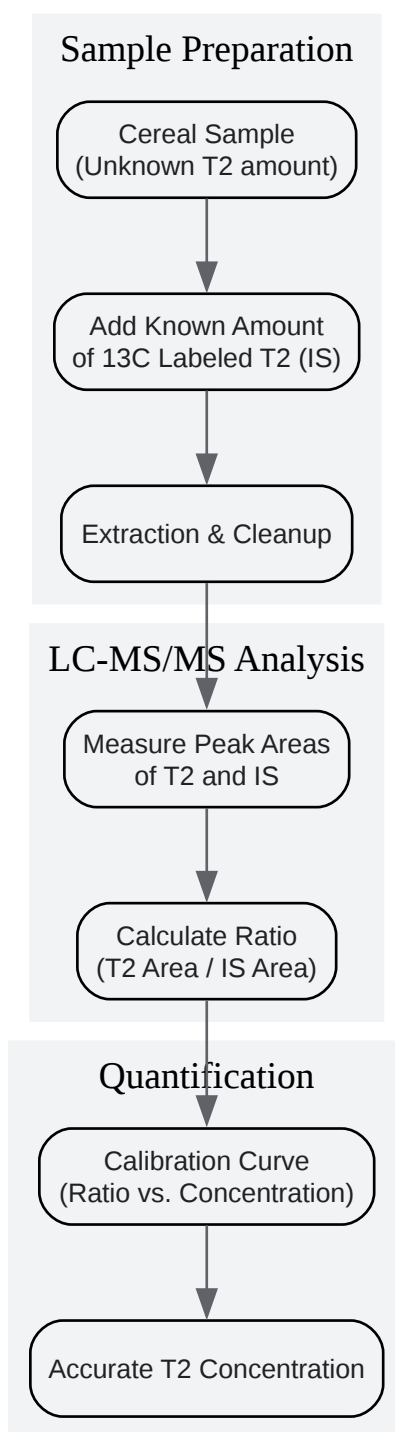 Sample Preparation
Cereal Sample
(Unknown T2 amount)
Add Known Amount
of 13C Labeled T2 (IS)
Extraction & Cleanup
LC-MS/MS Analysis
Measure Peak Areas
of T2 and IS
Calculate Ratio
(T2 Area / IS Area)
Quantification
Calibration Curve
(Ratio vs. Concentration)
Accurate T2 Concentration